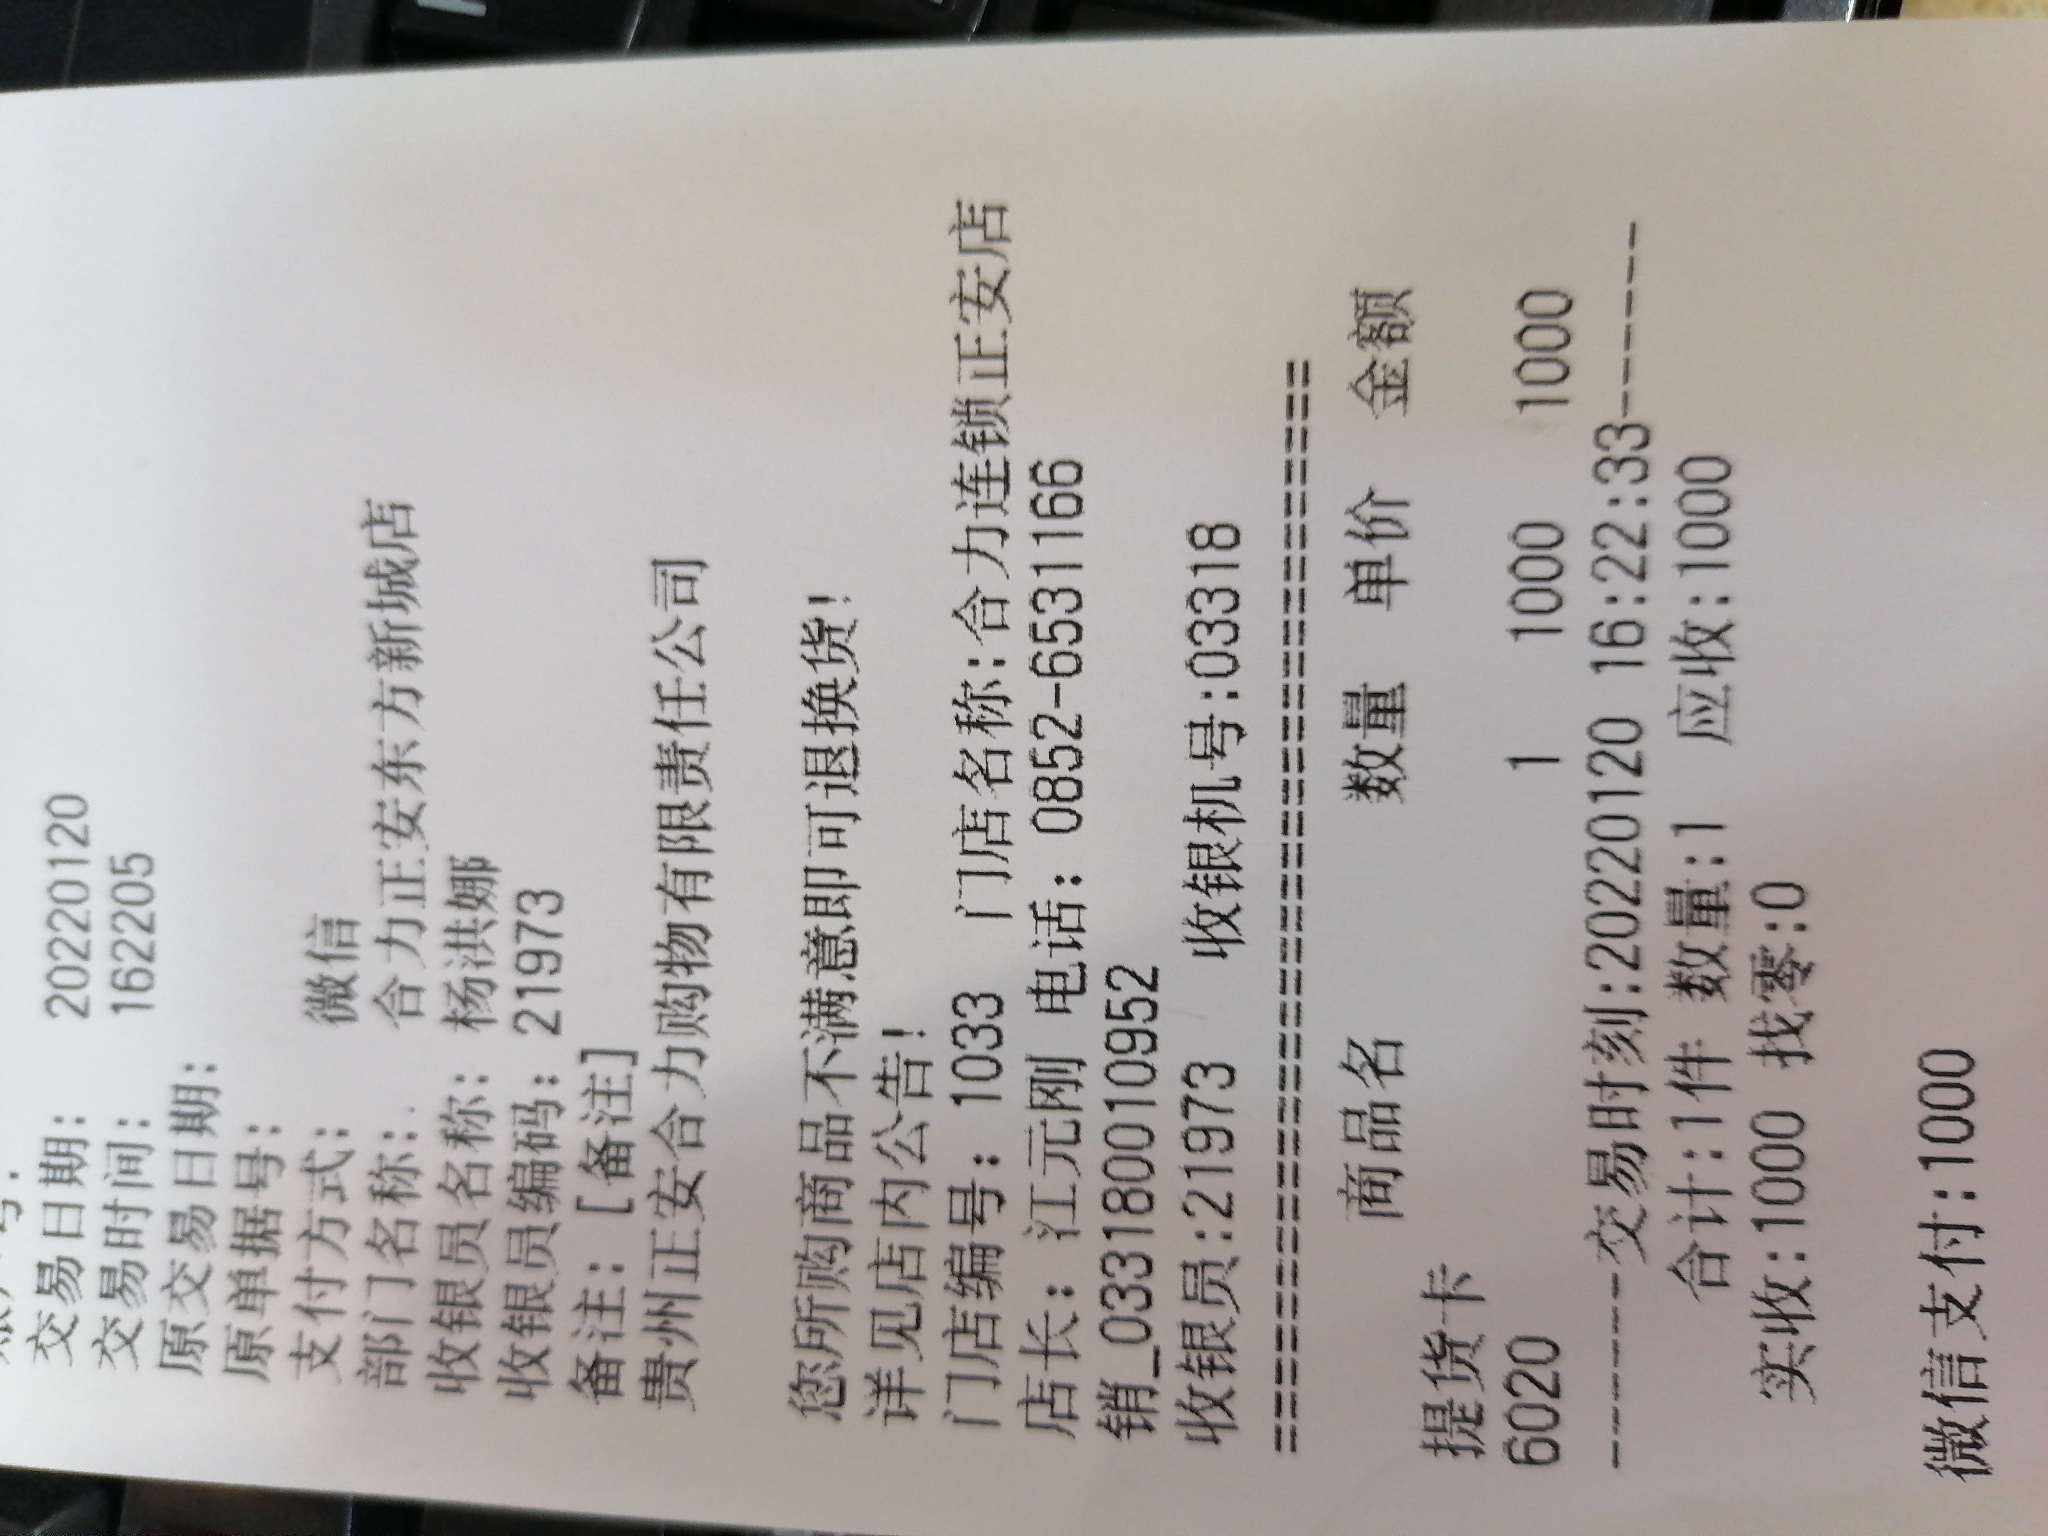 交易日期: 20220120
交易时间: 162205
原交易日期:
原单据号:
支付方式: 微信
部门名称: 合力正安东方新城店
收银员名称: 杨洪娜
收银员编码: 21973
备注: [备注]
贵州正安合力购物有限责任公司
您所购商品不满意即可退换货!
详见店内公告!
门店编号: 1033 门店名称:合力连锁正安店
店长: 江元刚 电话: 0852-6531166
销_033180010952
收银员:21973 收银机号:03318
==========================================
商品名 数量 单价 金额
提货卡
6020 1 1000 1000
--------交易时刻:20220120 16:22:33--------
合计:1件 数量:1 应收:1000
实收:1000 找零:0
微信支付:1000